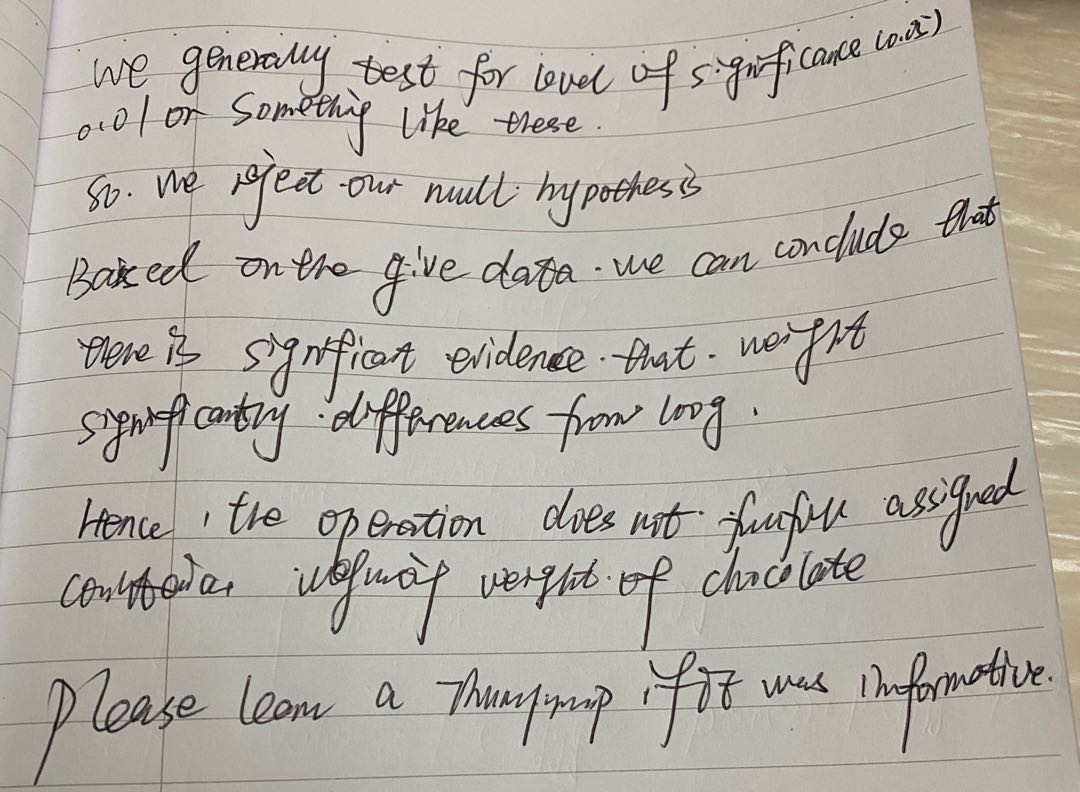 We generally test for level of significance (0.05)
0.01 or something like these.
So. we reject our null hypothesis
Based on the give data. we can conclude that
there is significant evidence. that. weight
significantly. differences from 100g.
Hence, the operation does not assigned
weight of chocolate
Please leave a Thumpup if it was informative.